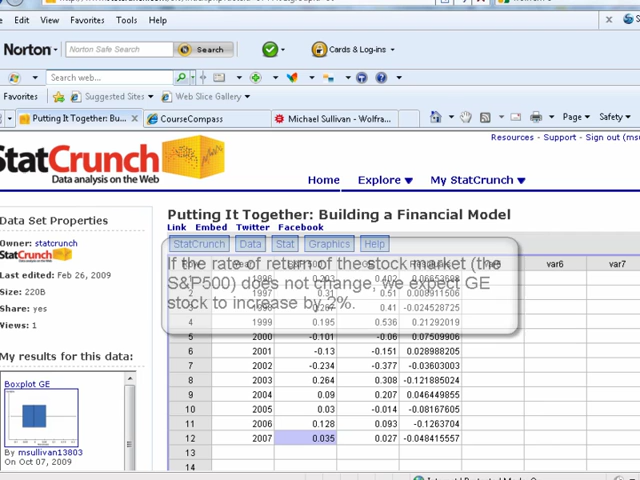 Edit View Favorites Tools Help
Norton Norton Safe Search Search Cards & Log-ins
Search web...
Favorites Suggested Sites Web Slice Gallery
Putting It Together: Bu... CourseCompass Michael Sullivan - Wolfra... Page Safety
Resources - Support - Sign out (msu
StatCrunch
Data analysis on the Web
Home Explore My StatCrunch
Data Set Properties
Putting It Together: Building a Financial Model
Link Embed Twitter Facebook
Owner: statcrunch
StatCrunch Data Stat Graphics Help
StatCrunch
Last edited: Feb 26, 2009
Size: 220B
Share: yes
Views: 1
If the rate of return of the stock market (the
S&P500) does not change, we expect GE
stock to increase by 2%.
var6 var7
4 1999 0.195 0.536 0.21292019
5 2000 -0.101 -0.06 0.07509906
6 2001 -0.13 -0.151 0.028988205
7 2002 -0.234 -0.377 -0.03603003
8 2003 0.264 0.308 -0.121885024
9 2004 0.09 0.207 0.046449855
10 2005 0.03 -0.014 -0.08167605
11 2006 0.128 0.093 -0.1263704
12 2007 0.035 0.027 -0.048415557
13
14
My results for this data:
Boxplot GE
By msullivan13803
On Oct 07, 2009